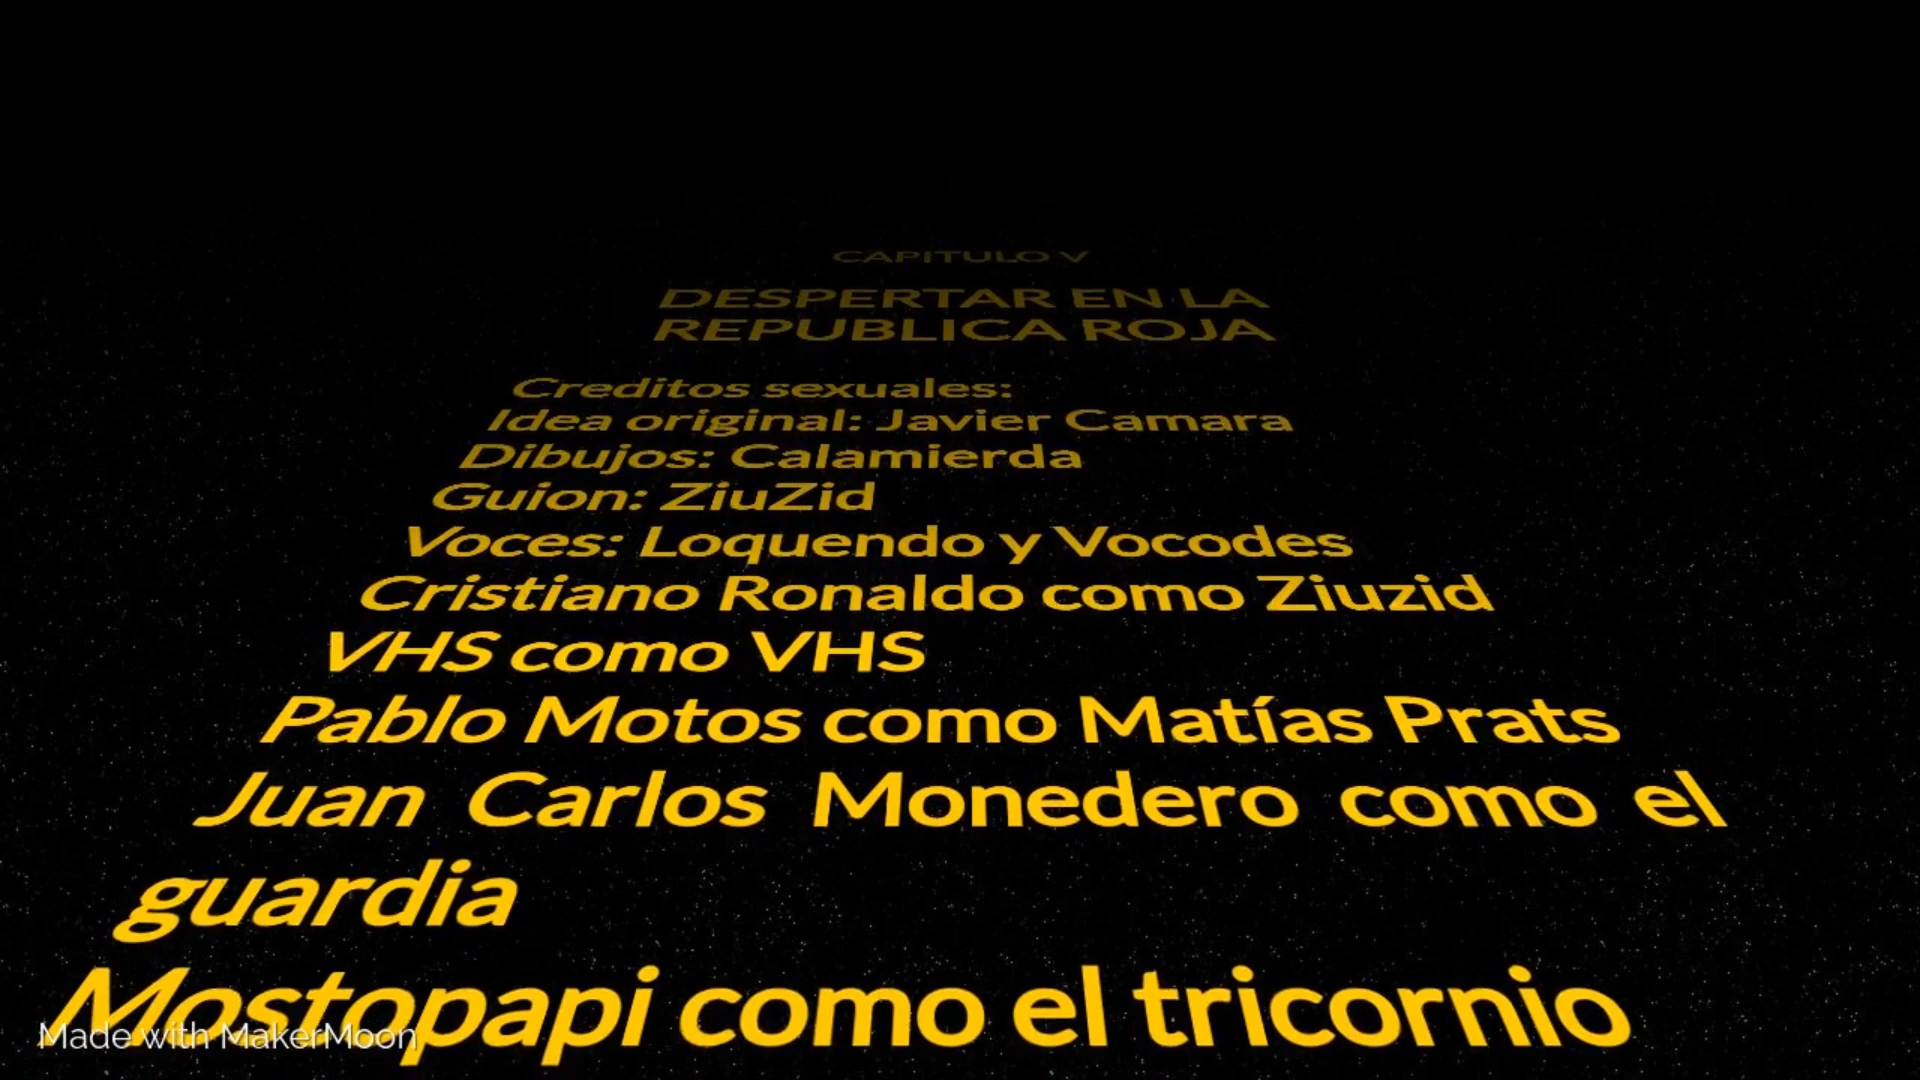 CAPITULO V
DESPERTAR EN LA
REPUBLICA ROJA
Creditos sexuales:
Idea original: Javier Camara
Dibujos: Calamierda
Guion: ZiuZid
Voces: Loquendo y Vocodes
Cristiano Ronaldo como Ziuzid
VHS como VHS
Pablo Motos como Matías Prats
Juan Carlos Monedero como el
guardia
Mostopapi como el tricornio
Made with MakerMoon